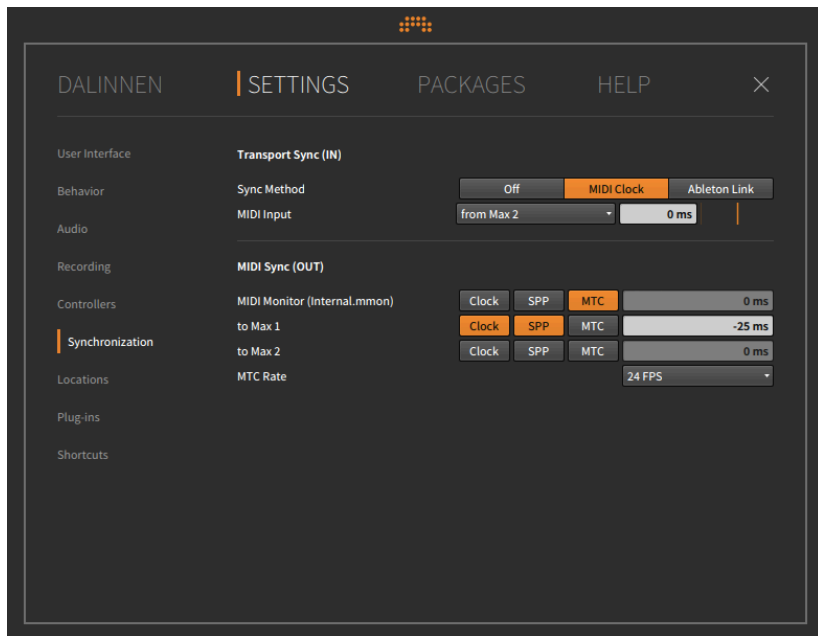 DALINNEN SETTINGS PACKAGES HELP
User Interface
Behavior
Audio
Recording
Controllers
Synchronization
Locations
Plug-ins
Shortcuts
Transport Sync (IN)
Sync Method Off MIDI Clock Ableton Link
MIDI Input from Max 2 0 ms
MIDI Sync (OUT)
MIDI Monitor (Internal.mmon) Clock SPP MTC 0 ms
to Max 1 Clock SPP MTC -25 ms
to Max 2 Clock SPP MTC 0 ms
MTC Rate 24 FPS